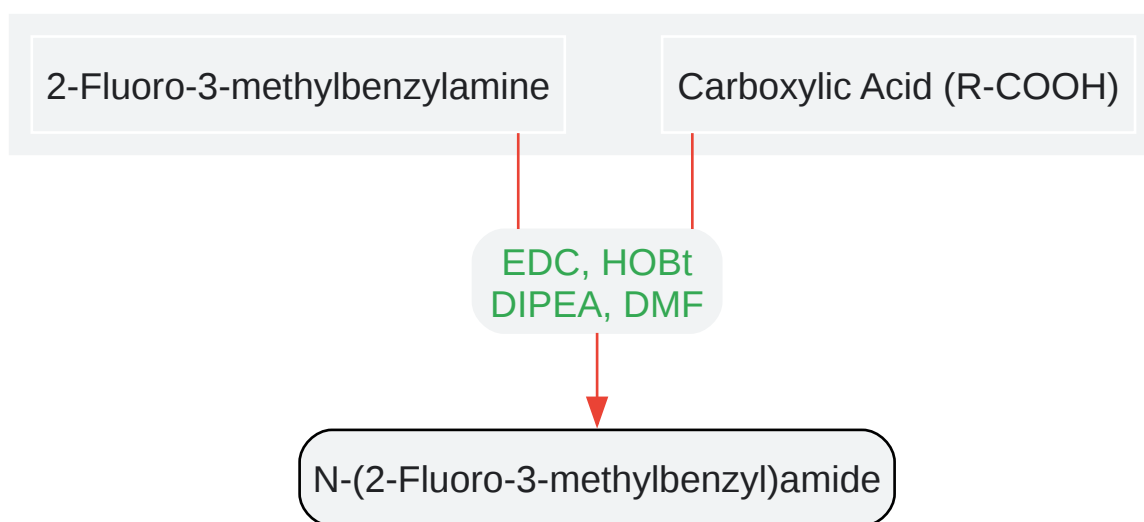 2-Fluoro-3-methylbenzylamine
Carboxylic Acid (R-COOH)
EDC, HOBt
DIPEA, DMF
N-(2-Fluoro-3-methylbenzyl)amide